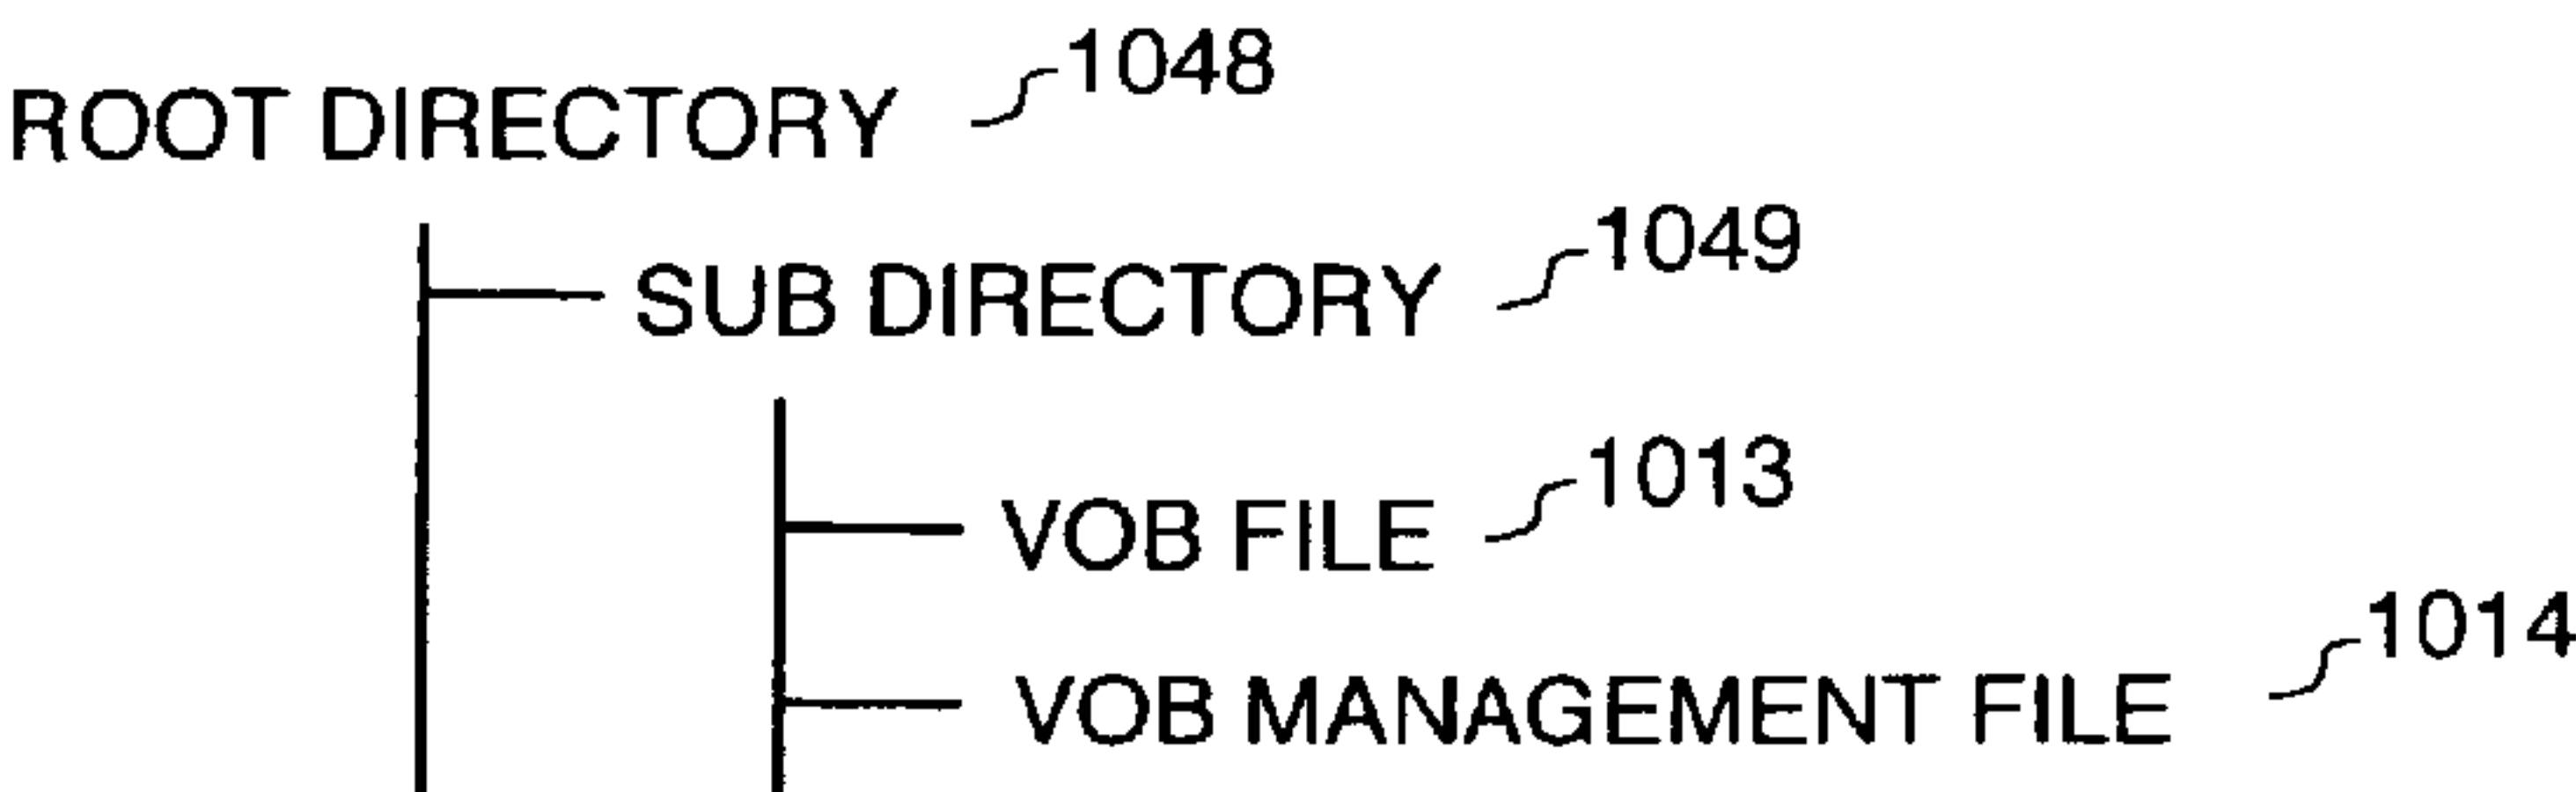 ROOT DIRECTORY 1048
SUB DIRECTORY 1049
VOB FILE 1013
VOB MANAGEMENT FILE 1014